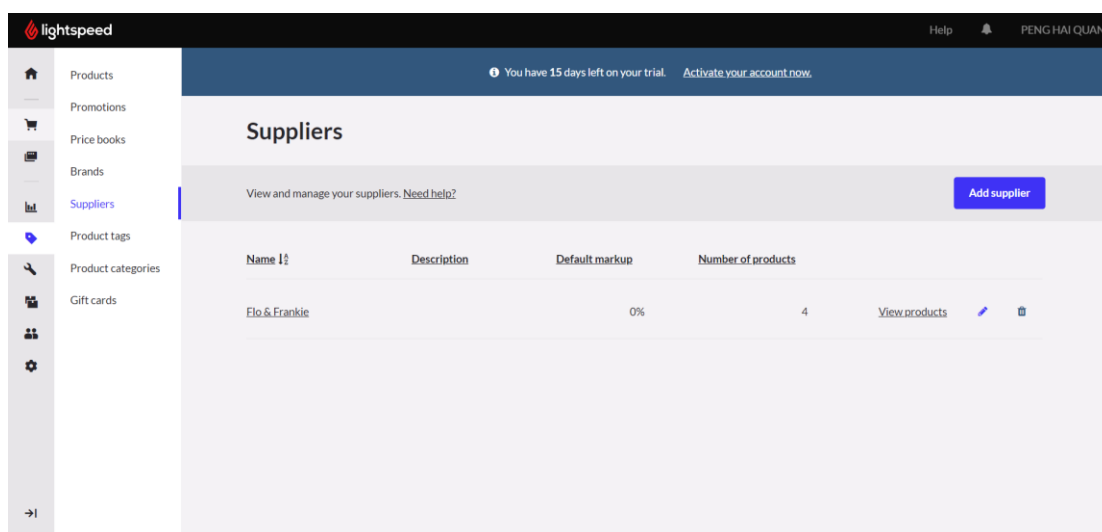 lightspeed
Help
PENG HAI QUAN
Products
Promotions
Price books
Brands
Suppliers
Product tags
Product categories
Gift cards
You have 15 days left on your trial. Activate your account now.
Suppliers
View and manage your suppliers. Need help?
Add supplier
Name Description Default markup Number of products
Flo & Frankie 0% 4 View products